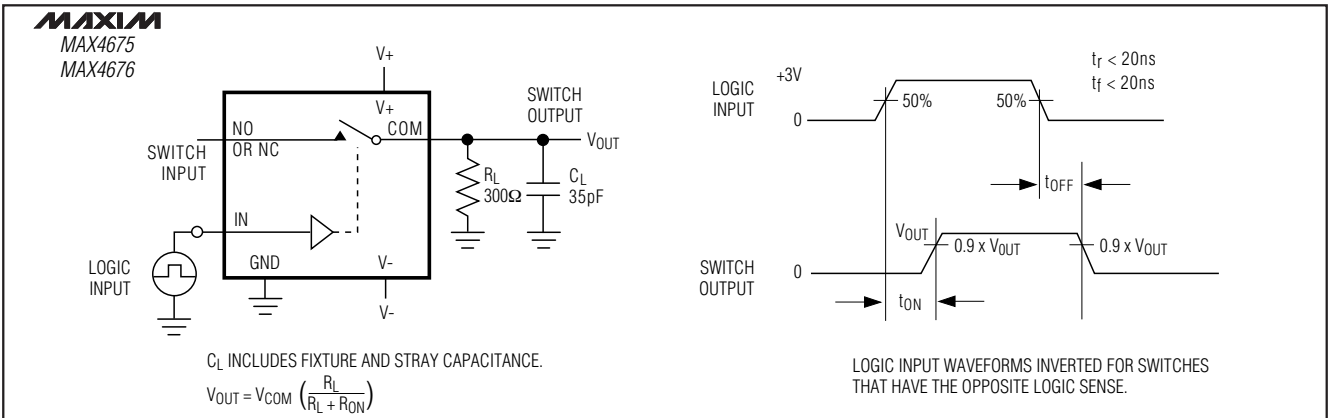 MAXIM
MAX4675
MAX4676
V+
V+
NO
OR NC
COM
SWITCH
INPUT
SWITCH
OUTPUT
VOUT
RL
300Ω
CL
35pF
IN
LOGIC
INPUT
GND
V-
V-
CL INCLUDES FIXTURE AND STRAY CAPACITANCE.
VOUT = VCOM (RL / RL + RON)
LOGIC
INPUT
+3V
0
50%
50%
tr < 20ns
tf < 20ns
tOFF
SWITCH
OUTPUT
VOUT
0
0.9 x VOUT
0.9 x VOUT
tON
LOGIC INPUT WAVEFORMS INVERTED FOR SWITCHES
THAT HAVE THE OPPOSITE LOGIC SENSE.